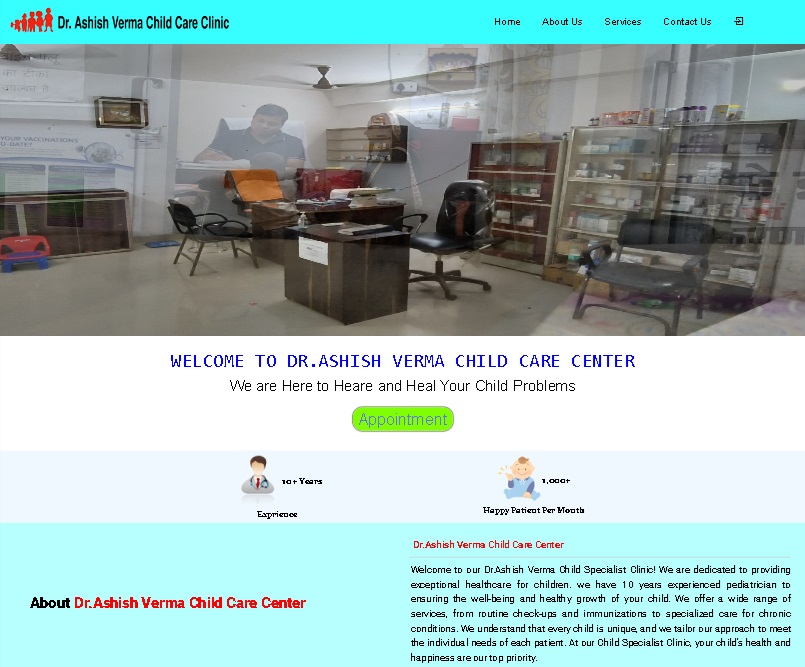 Dr. Ashish Verma Child Care Clinic
Home About Us Services Contact Us
YOUR VACCINATIONS
WELCOME TO DR.ASHISH VERMA CHILD CARE CENTER
We are Here to Heare and Heal Your Child Problems
Appointment
10+ Years
Exprience
1,000+
Happy Patient Per Month
About Dr.Ashish Verma Child Care Center
Dr.Ashish Verma Child Care Center
Welcome to our Dr.Ashish Verma Child Specialist Clinic! We are dedicated to providing
exceptional healthcare for children. we have 10 years experienced pediatrician to
ensuring the well-being and healthy growth of your child. We offer a wide range of
services, from routine check-ups and immunizations to specialized care for chronic
conditions. We understand that every child is unique, and we tailor our approach to meet
the individual needs of each patient. At our Child Specialist Clinic, your child's health and
happiness are our top priority.